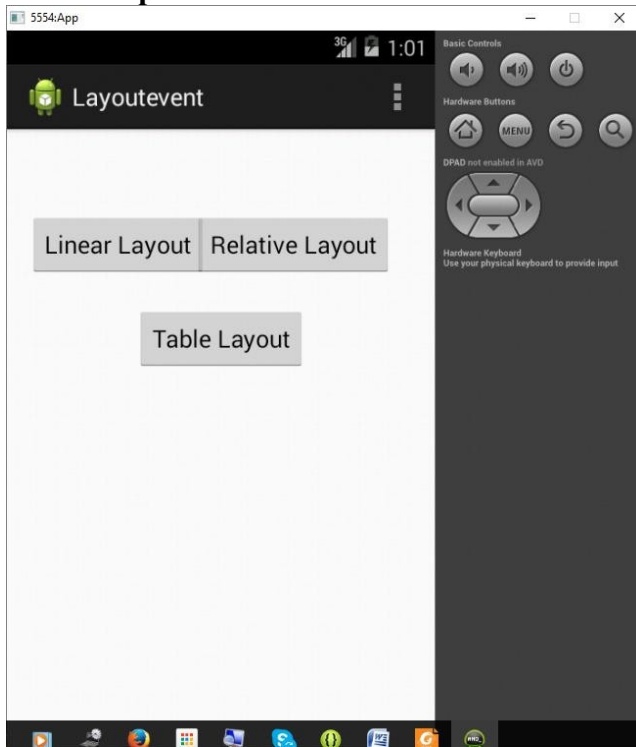 5554:App
3G 1:01
Layoutevent
Linear Layout Relative Layout
Table Layout
Basic Controls
Hardware Buttons
MENU
DPAD not enabled in AVD
Hardware Keyboard
Use your physical keyboard to provide input